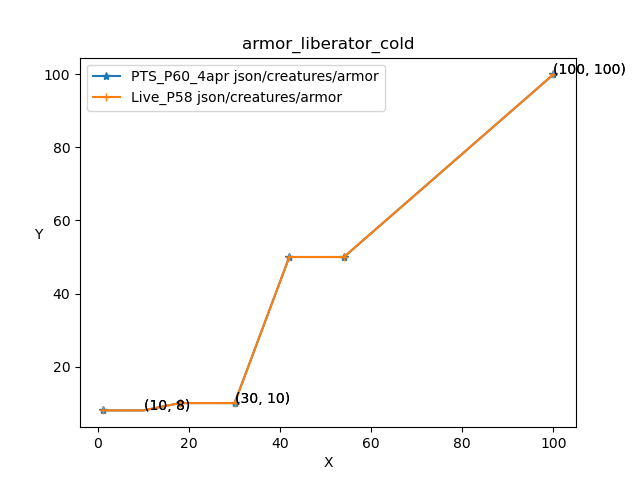 armor_liberator_cold
PTS_P60_4apr json/creatures/armor
Live_P58 json/creatures/armor
(100, 100)
100
80
60
Y
40
20
(10, 8)
(30, 10)
0
20
40
60
80
100
X